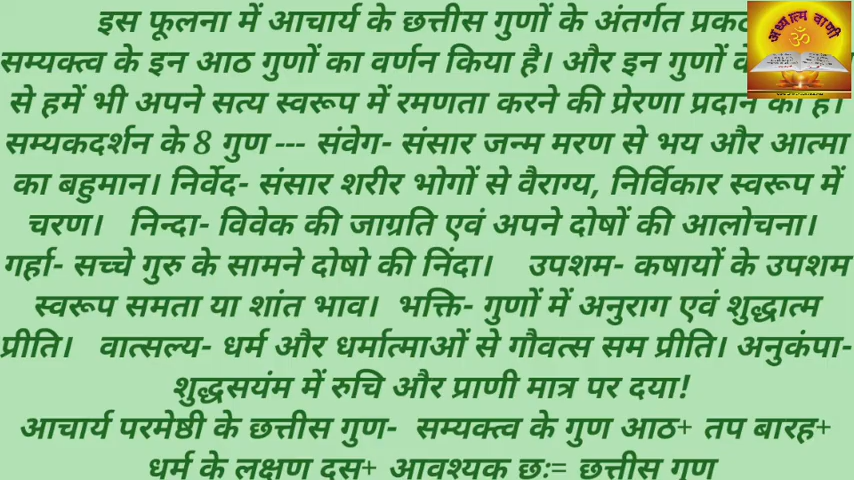 इस फूलना में आचार्य के छत्तीस गुणों के अंतर्गत
सम्यक्त्व के इन आठ गुणों का वर्णन किया है। और इन गुणों
से हमें भी अपने सत्य स्वरूप में रमणता करने की प्रेरणा प्रदान की है।
सम्यकदर्शन के 8 गुण --- संवेग- संसार जन्म मरण से भय और आत्मा
का बहुमान। निर्वेद- संसार शरीर भोगों से वैराग्य, निर्विकार स्वरूप में
चरण। निन्दा- विवेक की जाग्रति एवं अपने दोषों की आलोचना।
गर्हा- सच्चे गुरु के सामने दोषो की निंदा। उपशम- कषायों के उपशम
स्वरूप समता या शांत भाव। भक्ति- गुणों में अनुराग एवं शुद्धात्म
प्रीति। वात्सल्य- धर्म और धर्मात्माओं से गौवत्स सम प्रीति। अनुकंपा-
शुद्धसयंम में रुचि और प्राणी मात्र पर दया!
आचार्य परमेष्ठी के छत्तीस गुण- सम्यक्त्व के गुण आठ+ तप बारह+
धर्म के लक्षण दस+ आवश्यक छः= छत्तीस गुण
अध्यात्म वाणी
ॐ